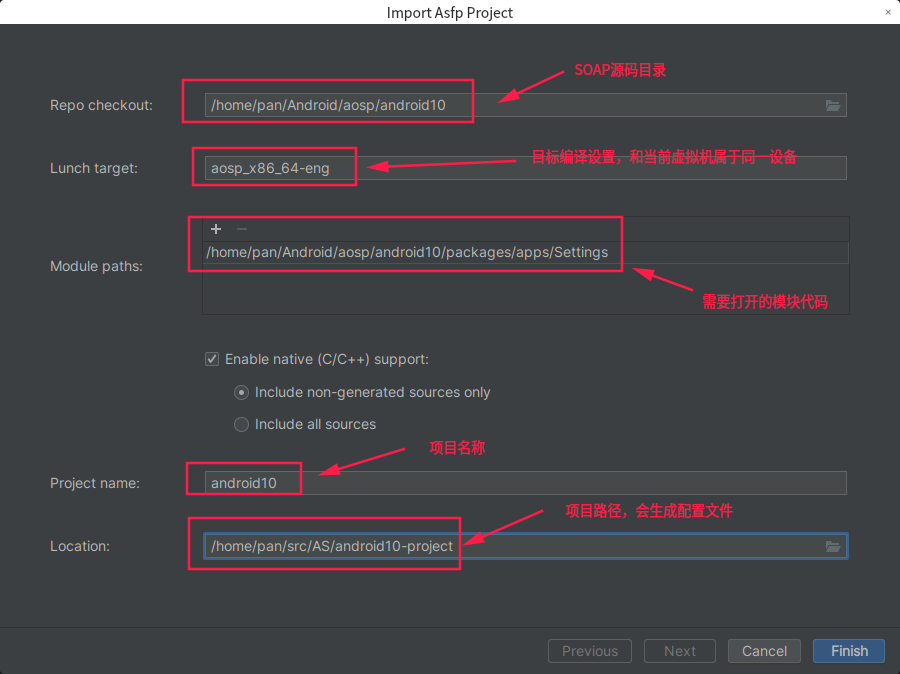 Import Asfp Project
×
SOAP源码目录
Repo checkout:
/home/pan/Android/aosp/android10
目标编译设置，和当前虚拟机属于同一设备
Lunch target:
aosp_x86_64-eng
+ −
/home/pan/Android/aosp/android10/packages/apps/Settings
Module paths:
需要打开的模块代码
Enable native (C/C++) support:
Include non-generated sources only
Include all sources
项目名称
Project name:
android10
项目路径，会生成配置文件
Location:
/home/pan/src/AS/android10-project
Previous
Next
Cancel
Finish